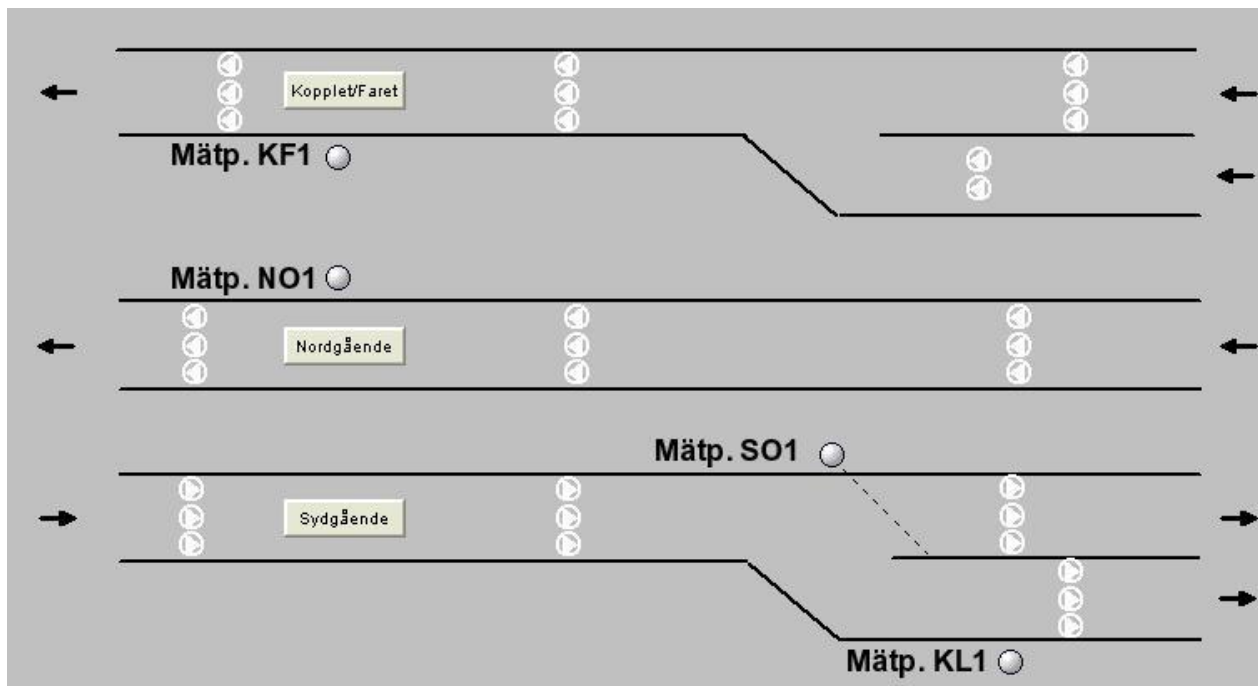 Kopplet/Faret
Mätp. KF1
Mätp. NO1
Nordgående
Mätp. SO1
Sydgående
Mätp. KL1